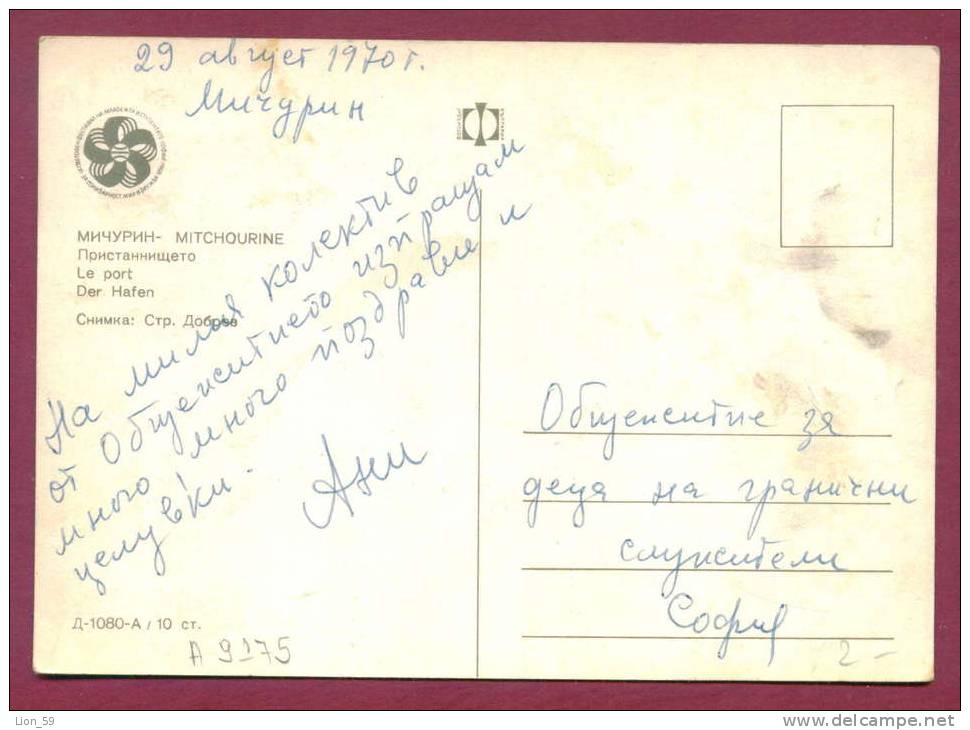 29 август 1970 г.
Мичурин
МИЧУРИН- MITCHOURINE
Пристаннището
Le port
Der Hafen
Снимка: Стр. Добрев
На милия колектив
от Общежитието изпращам
много много поздрави и
целувки.
Ани
Общежитие за
деца на гранични
служители
София
Д-1080-А / 10 ст.
А 9175
2-
Lion_59
www.delcampe.net